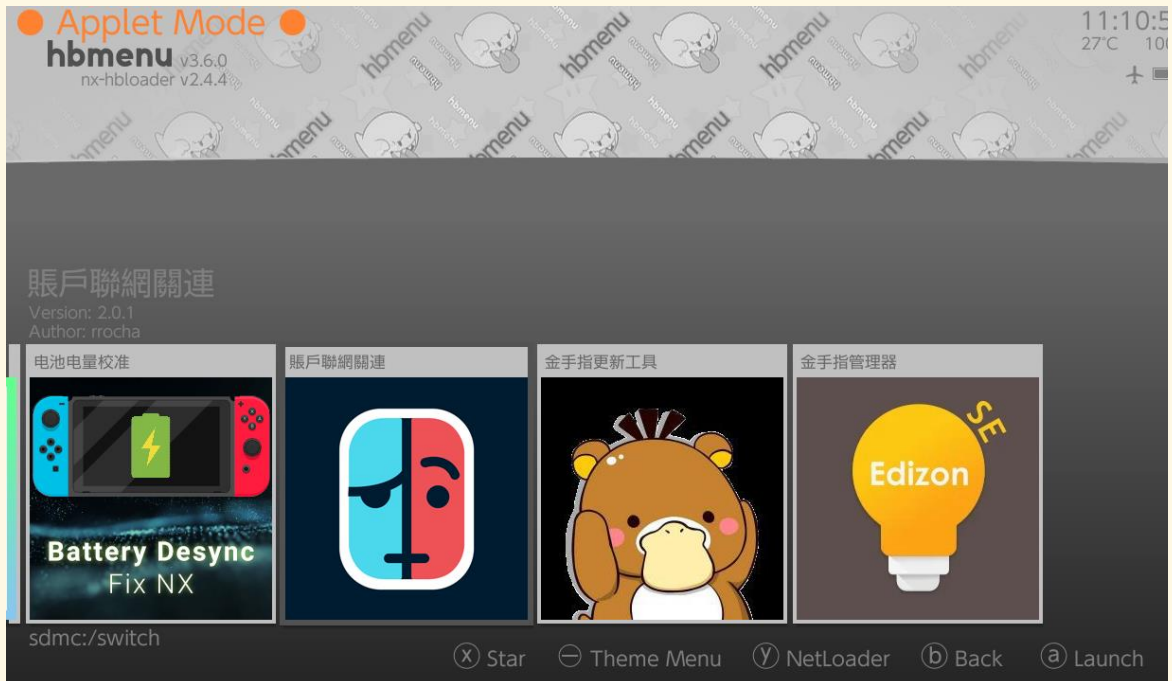 ● Applet Mode ●
hbmenu v3.6.0
nx-hbloader v2.4.4
11:10:5
27°C 100
賬戶聯網關連
Version: 2.0.1
Author: rrocha
电池电量校准
賬戶聯網關連
金手指更新工具
金手指管理器
Battery Desync
Fix NX
Edizon
SE
sdmc:/switch
X Star
− Theme Menu
y NetLoader
b Back
a Launch